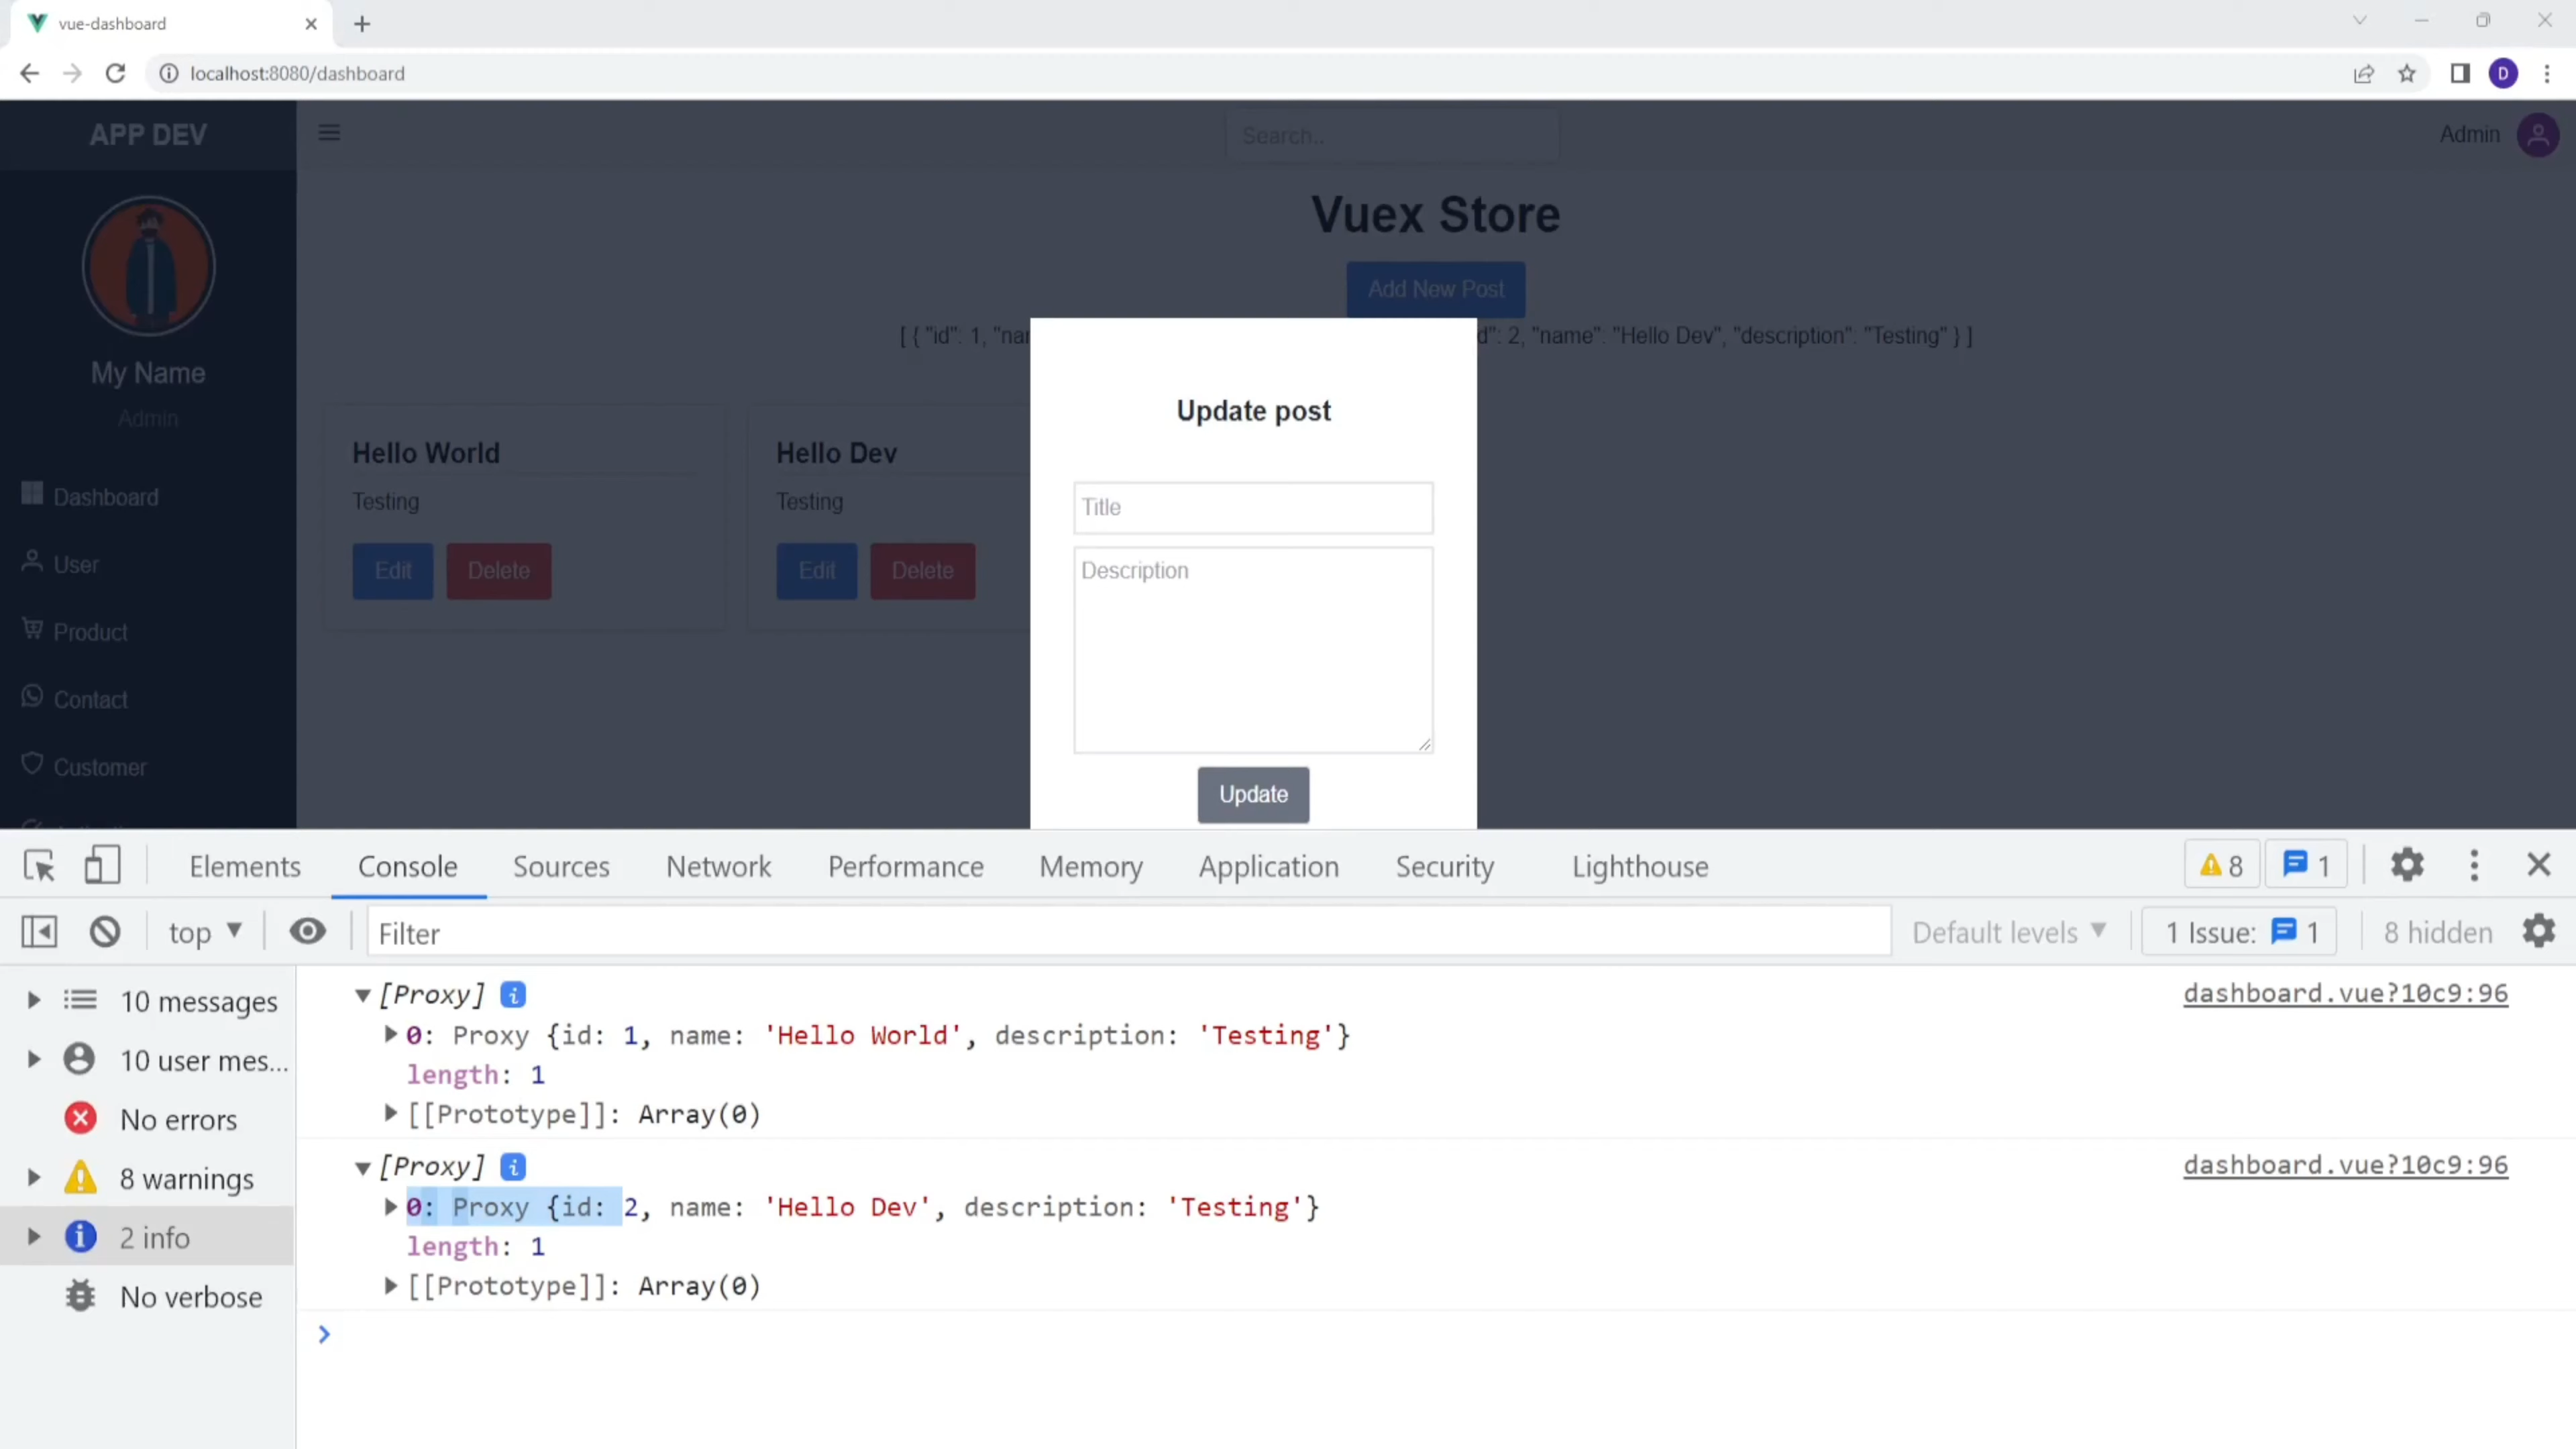 vue-dashboard
localhost:8080/dashboard
D
APP DEV
Search..
Admin
My Name
Admin
Dashboard
User
Product
Contact
Customer
Vuex Store
Add New Post
[ { "id": 1, "nar
d": 2, "name": "Hello Dev", "description": "Testing" } ]
Hello World
Testing
Edit
Delete
Hello Dev
Testing
Edit
Delete
Update post
Title
Description
Update
Elements
Console
Sources
Network
Performance
Memory
Application
Security
Lighthouse
8
1
top
Filter
Default levels
1 Issue: 1
8 hidden
10 messages
10 user mes...
No errors
8 warnings
2 info
No verbose
[Proxy] i
dashboard.vue?10c9:96
0: Proxy {id: 1, name: 'Hello World', description: 'Testing'}
length: 1
[[Prototype]]: Array(0)
[Proxy] i
dashboard.vue?10c9:96
0: Proxy {id: 2, name: 'Hello Dev', description: 'Testing'}
length: 1
[[Prototype]]: Array(0)